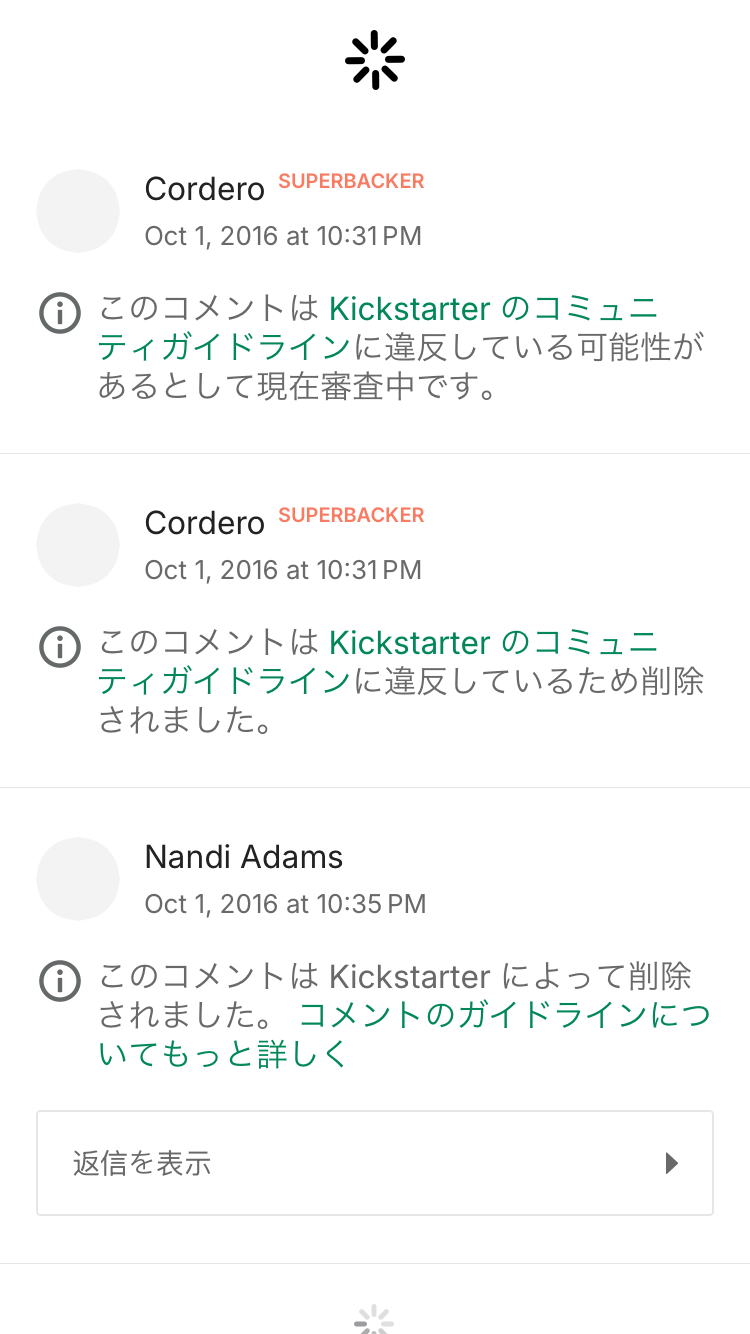 Cordero SUPERBACKER
Oct 1, 2016 at 10:31 PM
このコメントは Kickstarter のコミュニ
ティガイドラインに違反している可能性が
あるとして現在審査中です。
Cordero SUPERBACKER
Oct 1, 2016 at 10:31 PM
このコメントは Kickstarter のコミュニ
ティガイドラインに違反しているため削除
されました。
Nandi Adams
Oct 1, 2016 at 10:35 PM
このコメントは Kickstarter によって削除
されました。 コメントのガイドラインにつ
いてもっと詳しく
返信を表示